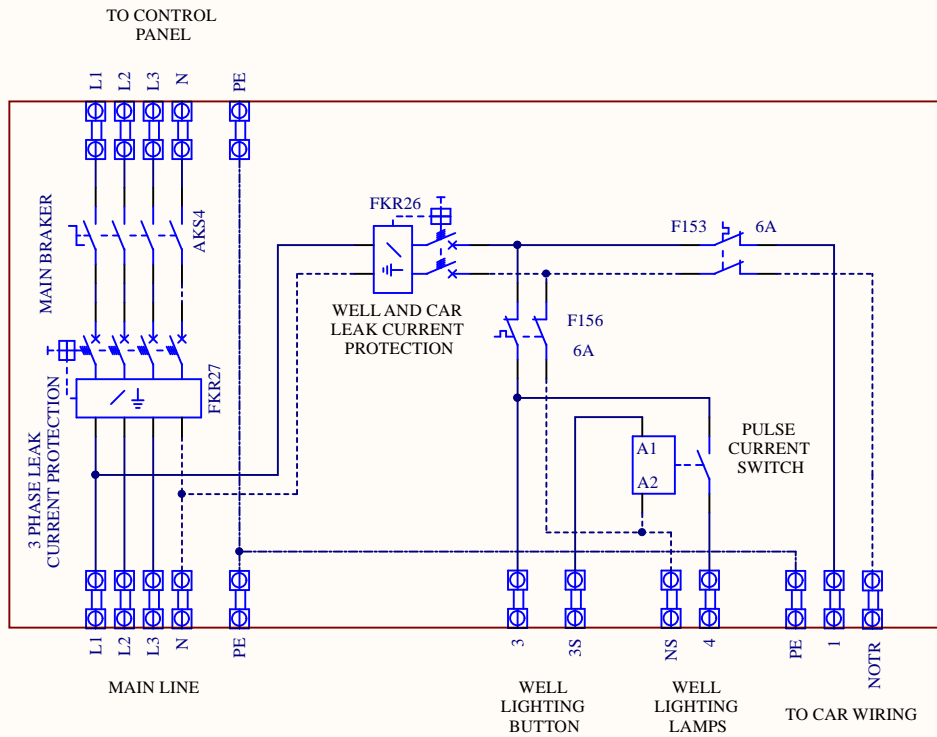 TO CONTROL
PANEL
L1
L2
L3
N
PE
MAIN BRAKER
AKS4
FKR26
F153
6A
WELL AND CAR
LEAK CURRENT
PROTECTION
F156
6A
3 PHASE LEAK
CURRENT PROTECTION
FKR27
A1
A2
PULSE
CURRENT
SWITCH
L1
L2
L3
N
PE
3
3S
NS
4
PE
1
NOTR
MAIN LINE
WELL
LIGHTING
BUTTON
WELL
LIGHTING
LAMPS
TO CAR WIRING